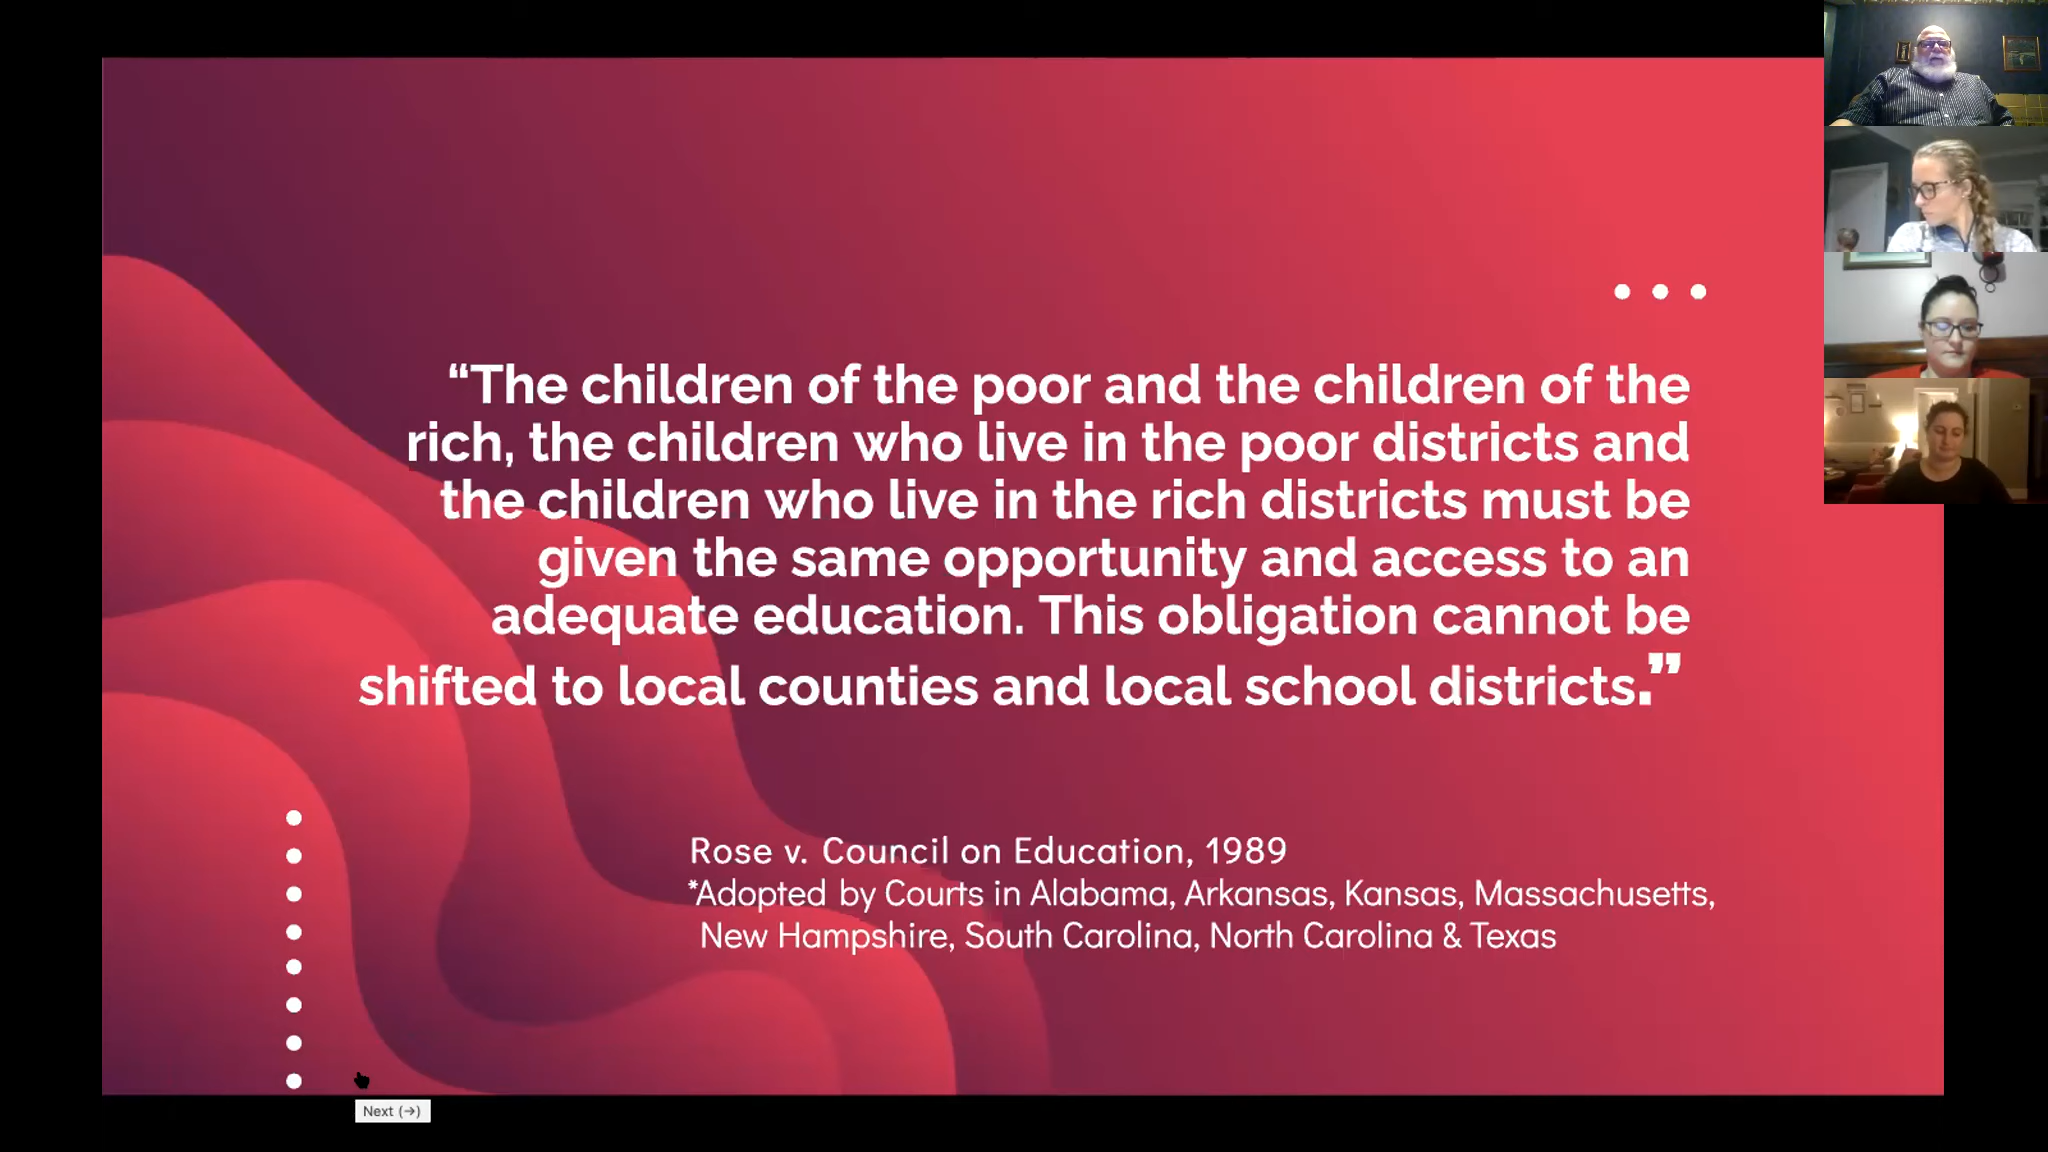 “The children of the poor and the children of the
rich, the children who live in the poor districts and
the children who live in the rich districts must be
given the same opportunity and access to an
adequate education. This obligation cannot be
shifted to local counties and local school districts.”
Rose v. Council on Education, 1989
*Adopted by Courts in Alabama, Arkansas, Kansas, Massachusetts,
New Hampshire, South Carolina, North Carolina & Texas
Next (→)